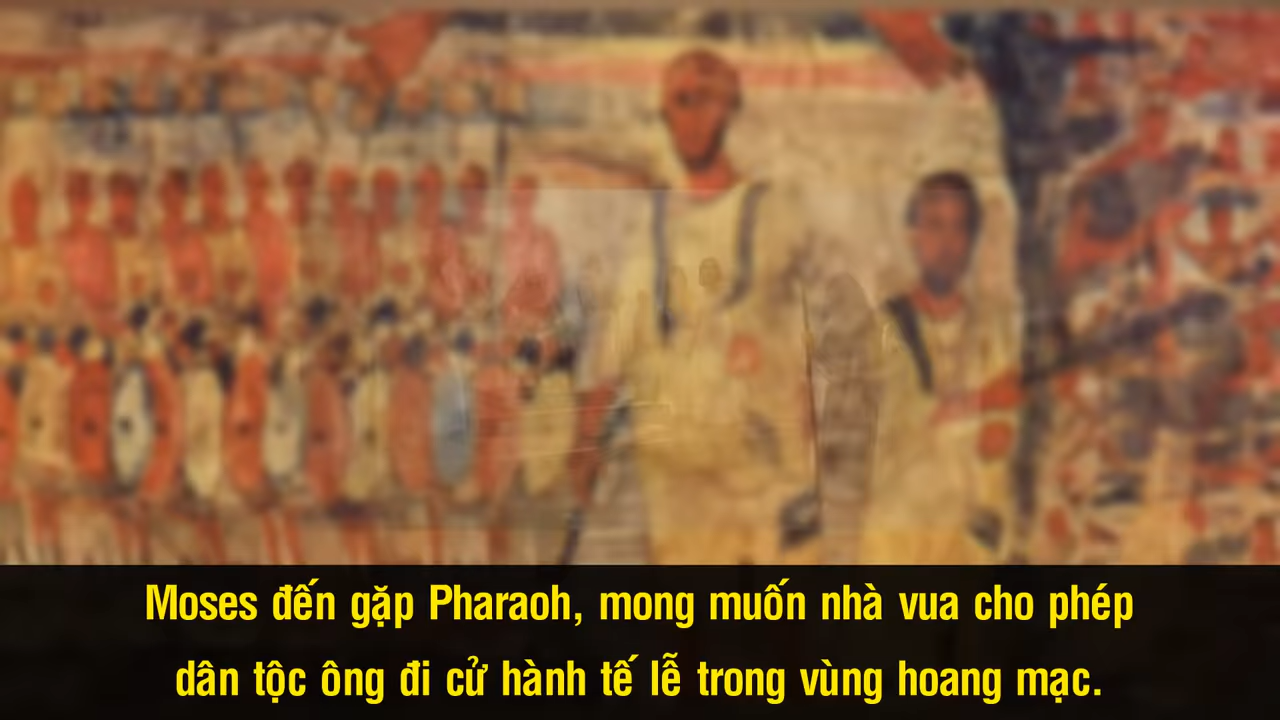 Moses đến gặp Pharaoh, mong muốn nhà vua cho phép
dân tộc ông đi cử hành tế lễ trong vùng hoang mạc.